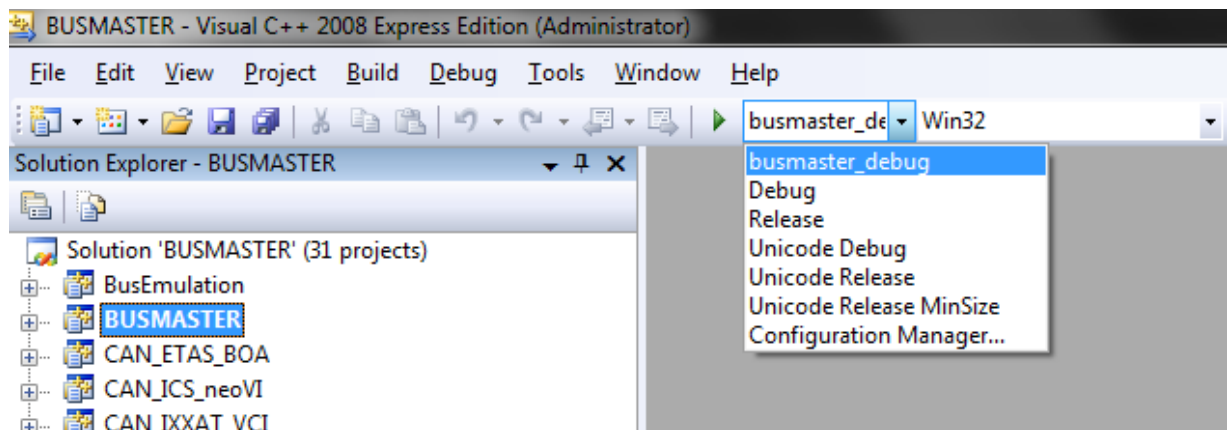 BUSMASTER - Visual C++ 2008 Express Edition (Administrator)
File Edit View Project Build Debug Tools Window Help
busmaster_de Win32
Solution Explorer - BUSMASTER
busmaster_debug
Debug
Release
Unicode Debug
Unicode Release
Unicode Release MinSize
Configuration Manager...
Solution 'BUSMASTER' (31 projects)
BusEmulation
BUSMASTER
CAN_ETAS_BOA
CAN_ICS_neoVI
CAN_IXXAT_VCI